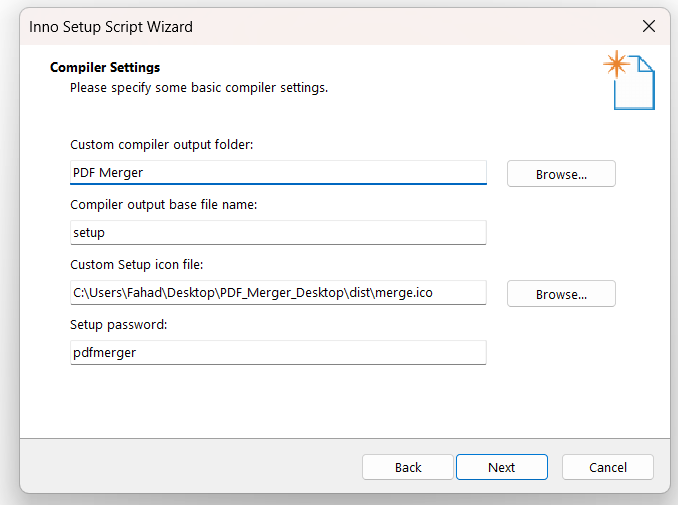 Inno Setup Script Wizard
Compiler Settings
Please specify some basic compiler settings.
Custom compiler output folder:
PDF Merger
Browse...
Compiler output base file name:
setup
Custom Setup icon file:
C:\Users\Fahad\Desktop\PDF_Merger_Desktop\dist\merge.ico
Browse...
Setup password:
pdfmerger
Back
Next
Cancel